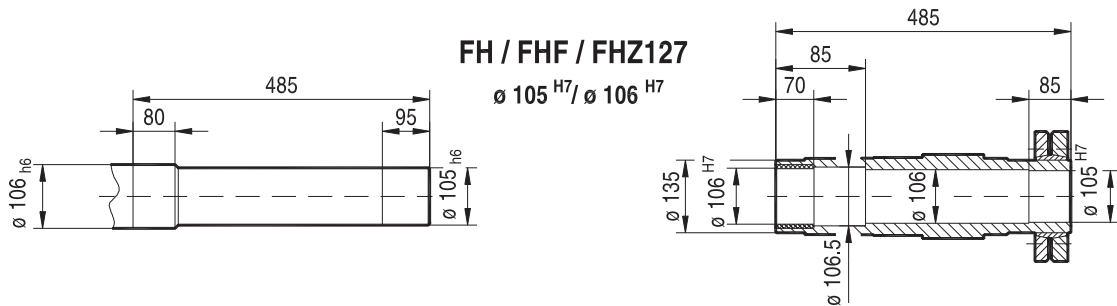 FH / FHF / FHZ127
ø 105 H7/ ø 106 H7
485
80
95
ø 106 h6
ø 105 h6
485
85
70
85
ø 135
ø 106 H7
ø 106.5
ø 106
ø 105 H7